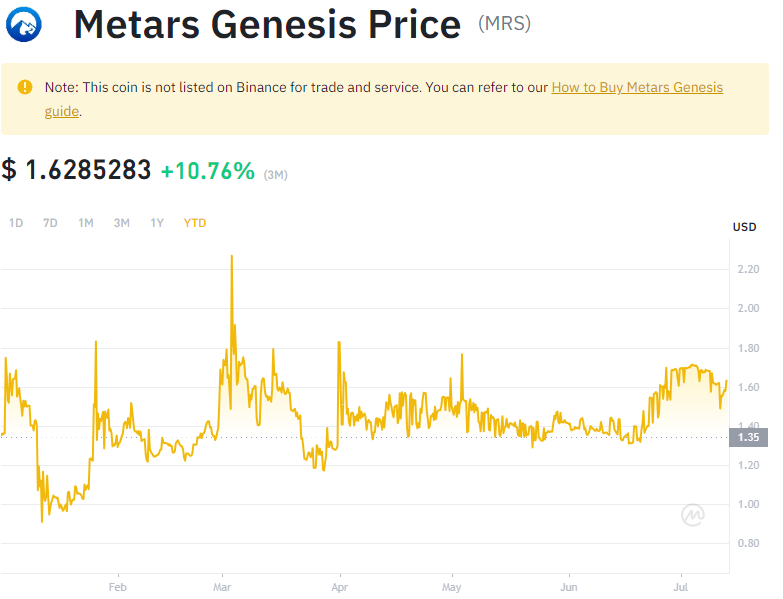 Metars Genesis Price (MRS)
Note: This coin is not listed on Binance for trade and service. You can refer to our How to Buy Metars Genesis
guide.
$ 1.6285283 +10.76% (3M)
1D 7D 1M 3M 1Y YTD
USD
2.20
2.00
1.80
1.60
1.40
1.35
1.20
1.00
0.80
Feb Mar Apr May Jun Jul